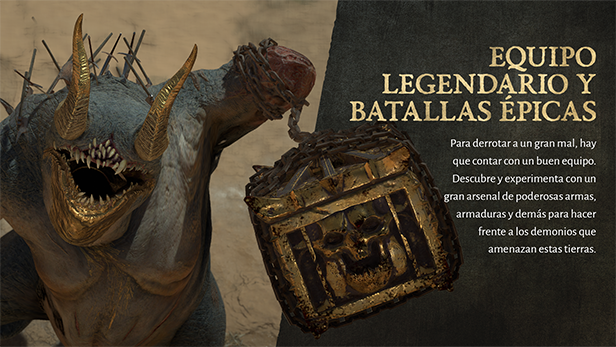 EQUIPO
LEGENDARIO Y
BATALLAS ÉPICAS
Para derrotar a un gran mal, hay
que contar con un buen equipo.
Descubre y experimenta con un
gran arsenal de poderosas armas,
armaduras y demás para hacer
frente a los demonios que
amenazan estas tierras.